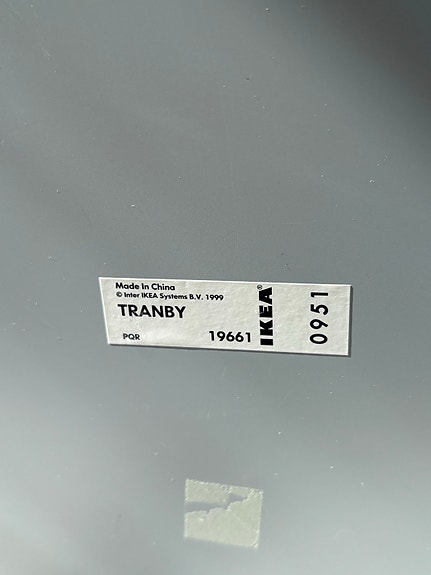 Made in China
© Inter IKEA Systems B.V. 1999
TRANBY
PQR 19661
IKEA®
0951